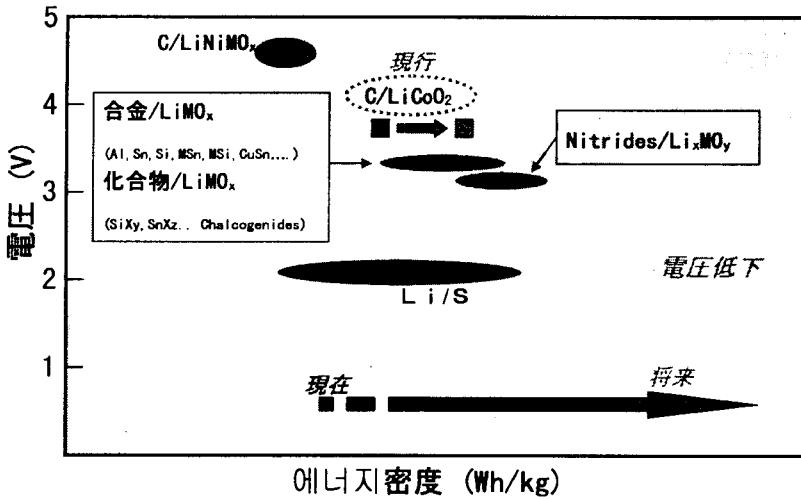 5
4
3
2
1
電圧 (V)
C/LiNiMOₓ
現行
C/LiCoO₂
合金/LiMOₓ
(Al, Sn, Si, MSn, MSi, CuSn....)
化合物/LiMOₓ
(SiXy, SnXz.. Chalcogenides)
Nitrides/LiₓMOᵧ
Li/S
電圧低下
現在
将来
에너지密度 (Wh/kg)